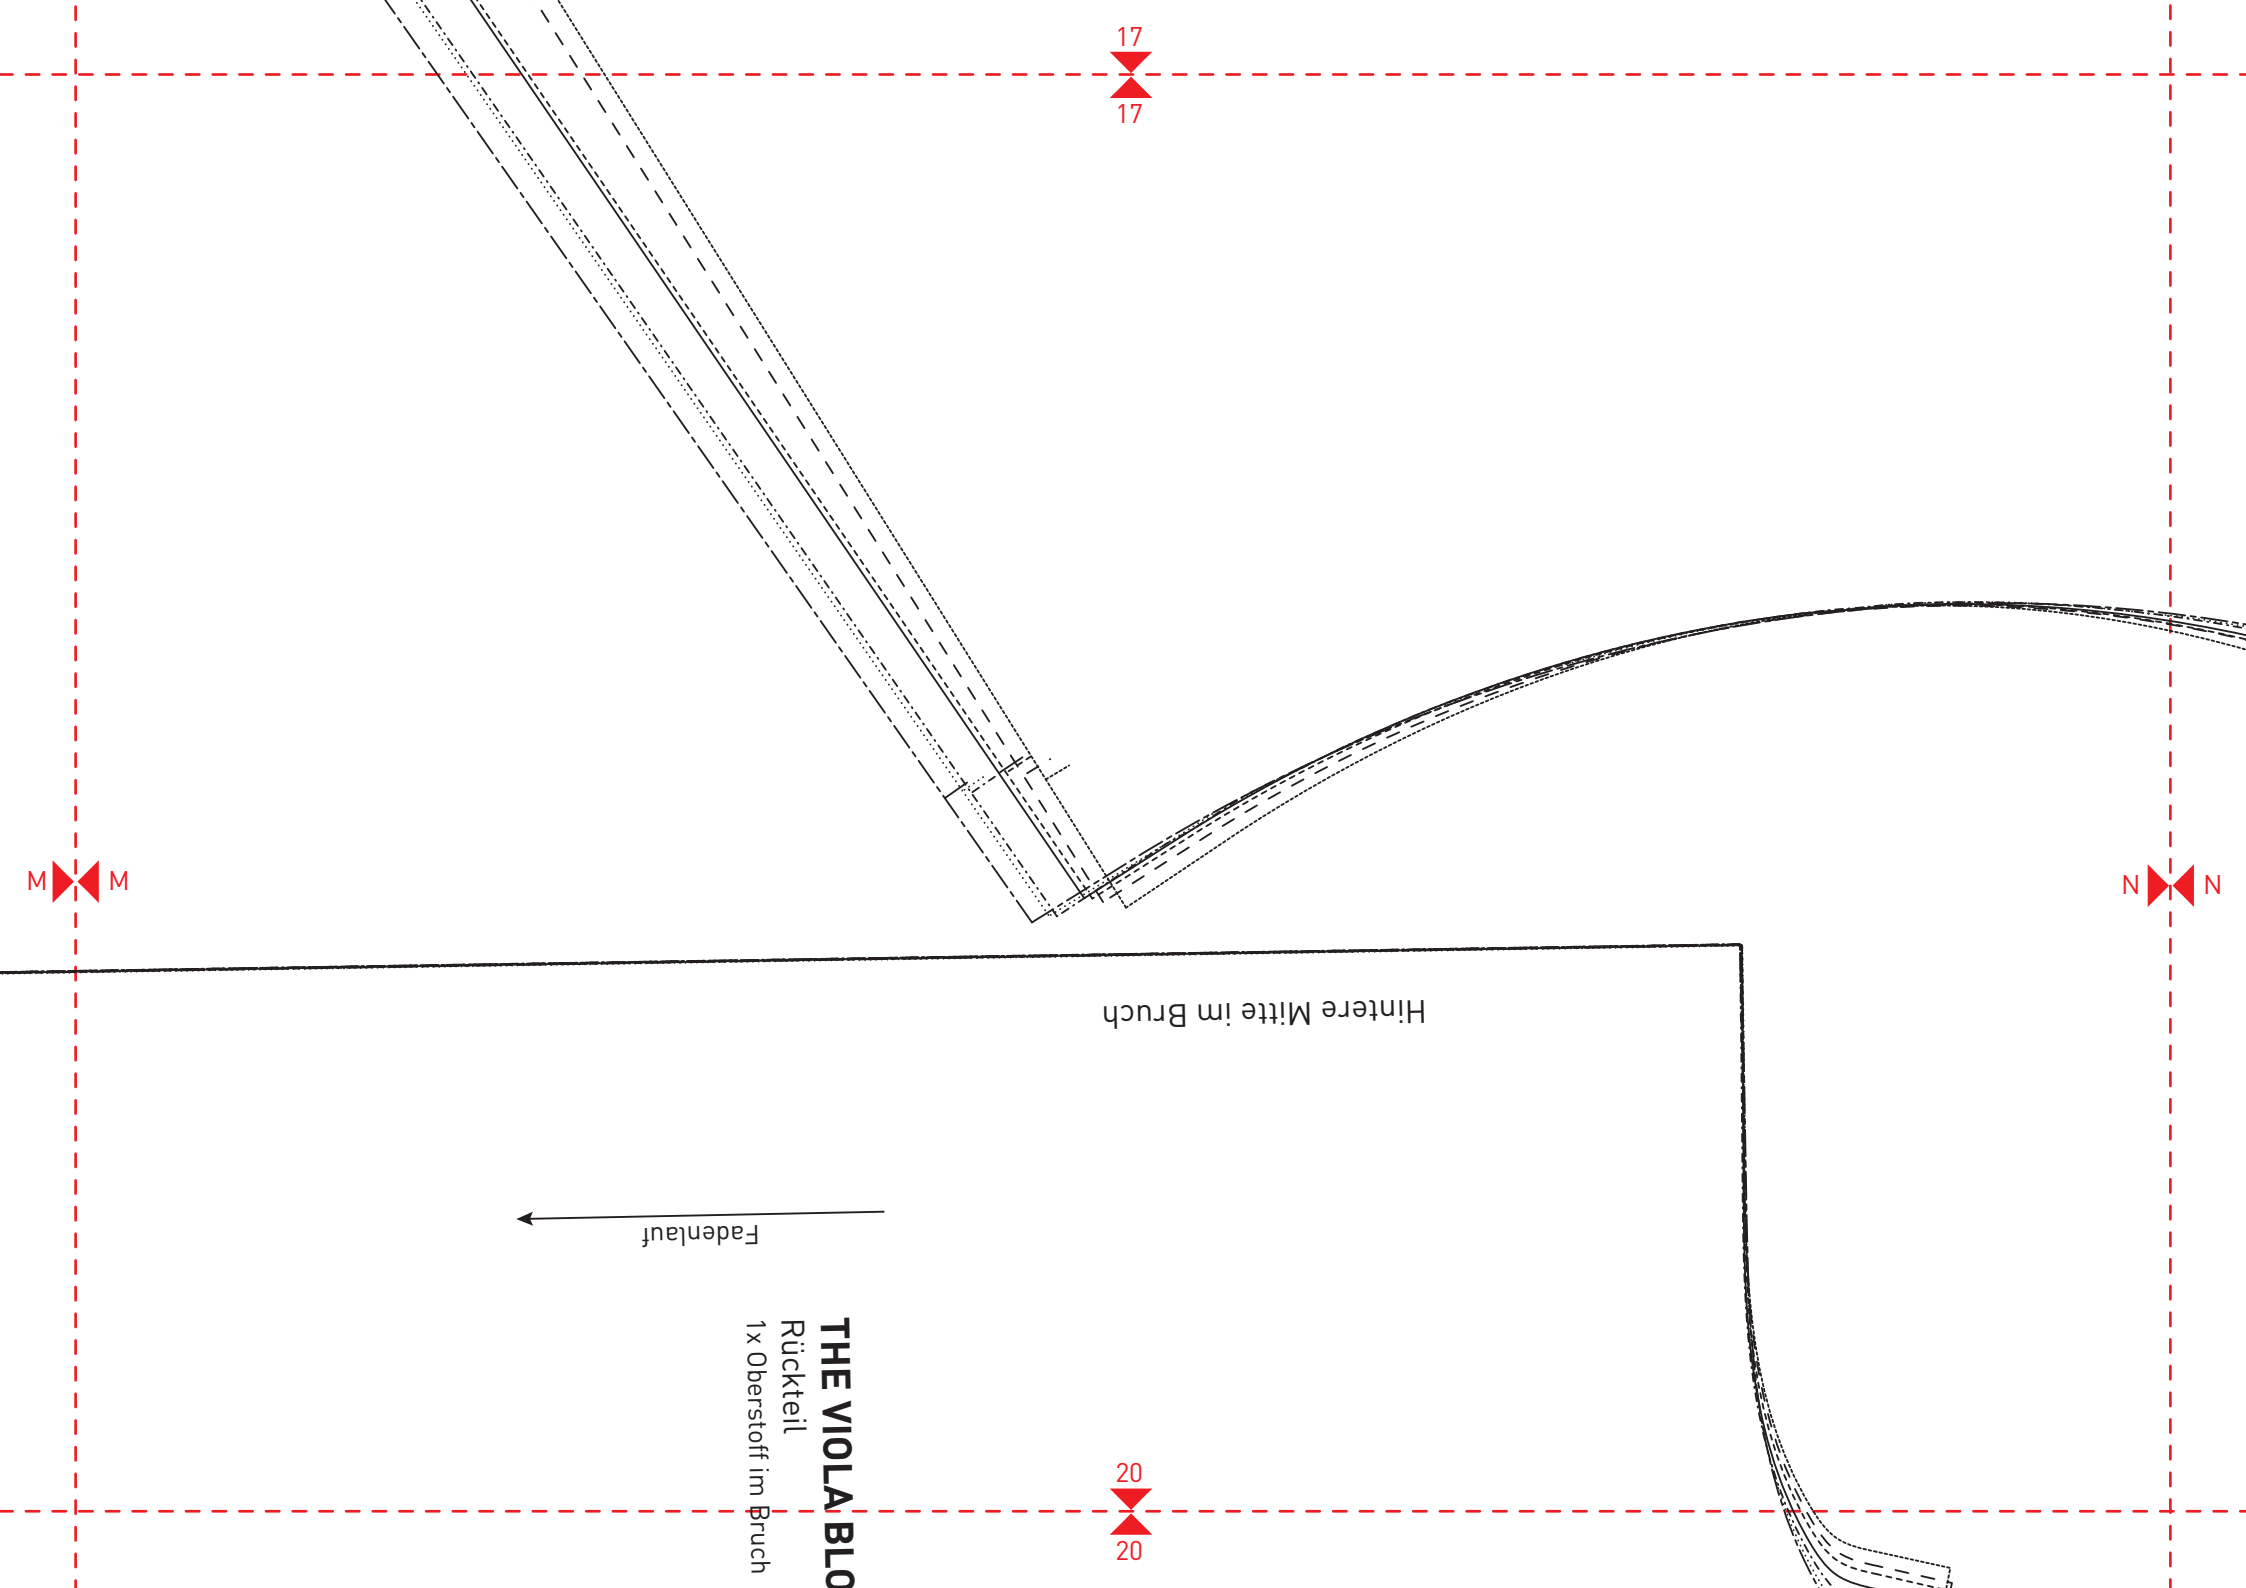 17
17
M M
N N
Hintere Mitte im Bruch
Fadenlauf
THE VIOLA BLO
Rückteil
1x Oberstoff im Bruch
20
20